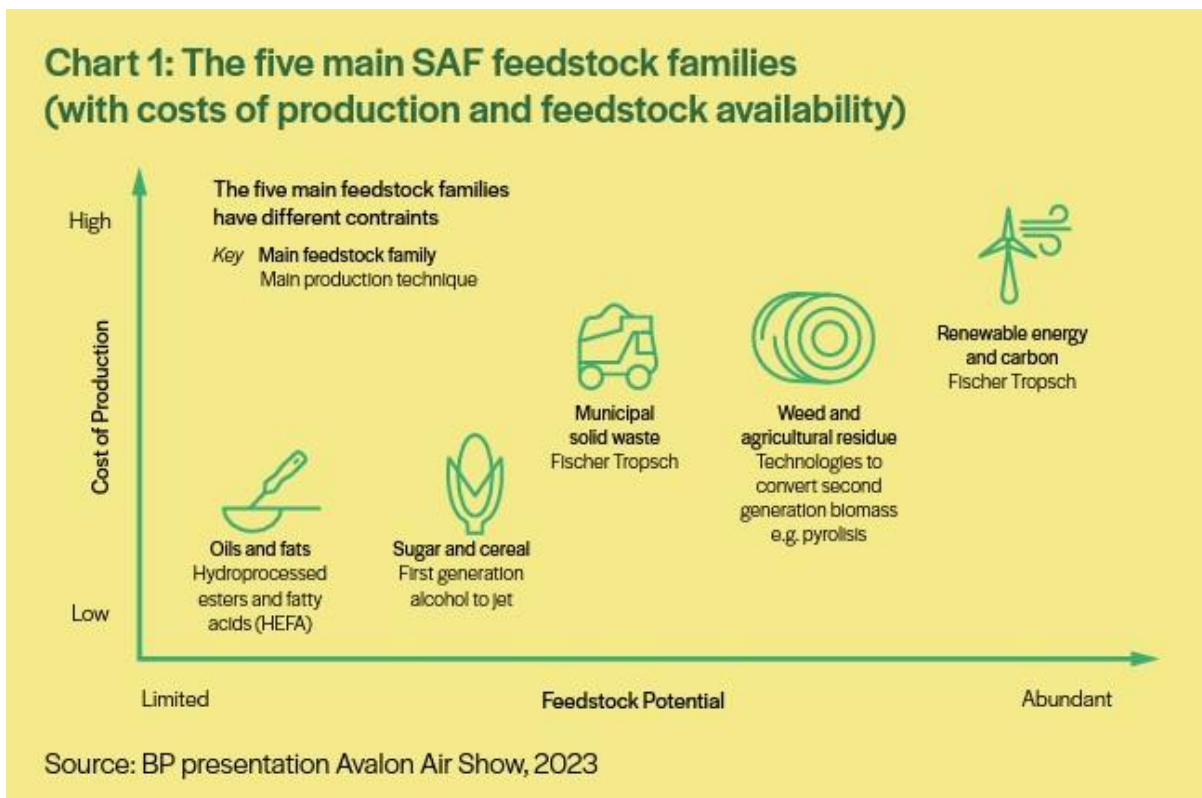 Chart 1: The five main SAF feedstock families
(with costs of production and feedstock availability)
The five main feedstock families
have different contraints
Key Main feedstock family
Main production technique
High
Cost of Production
Low
Renewable energy
and carbon
Fischer Tropsch
Municipal
solid waste
Fischer Tropsch
Weed and
agricultural residue
Technologies to
convert second
generation biomass
e.g. pyrolisis
Oils and fats
Hydroprocessed
esters and fatty
acids (HEFA)
Sugar and cereal
First generation
alcohol to jet
Limited
Feedstock Potential
Abundant
Source: BP presentation Avalon Air Show, 2023